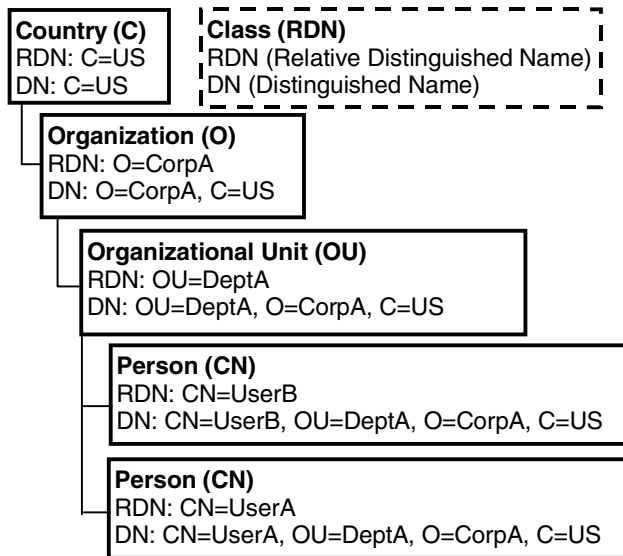 Country (C)
RDN: C=US
DN: C=US
Class (RDN)
RDN (Relative Distinguished Name)
DN (Distinguished Name)
Organization (O)
RDN: O=CorpA
DN: O=CorpA, C=US
Organizational Unit (OU)
RDN: OU=DeptA
DN: OU=DeptA, O=CorpA, C=US
Person (CN)
RDN: CN=UserB
DN: CN=UserB, OU=DeptA, O=CorpA, C=US
Person (CN)
RDN: CN=UserA
DN: CN=UserA, OU=DeptA, O=CorpA, C=US